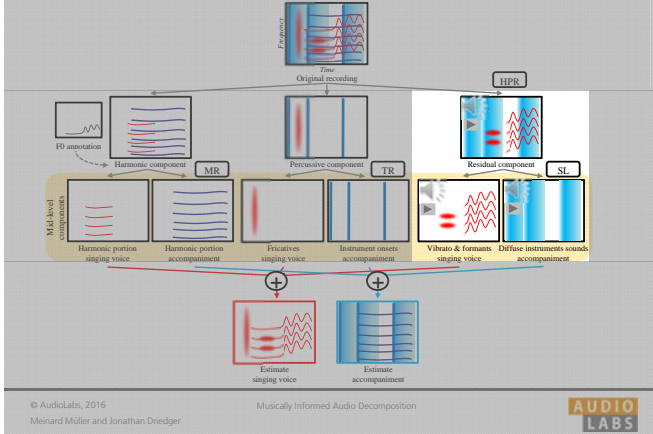 Frequency
Time
Original recording
HPR
F0 annotation
Harmonic component
Percussive component
Residual component
MR
TR
SL
Mid-level
components
Harmonic portion
singing voice
Harmonic portion
accompaniment
Fricatives
singing voice
Instrument onsets
accompaniment
Vibrato & formants
singing voice
Diffuse instruments sounds
accompaniment
+
+
Estimate
singing voice
Estimate
accompaniment
© AudioLabs, 2016
Meinard Müller and Jonathan Driedger
Musically Informed Audio Decomposition
AUDIO
LABS